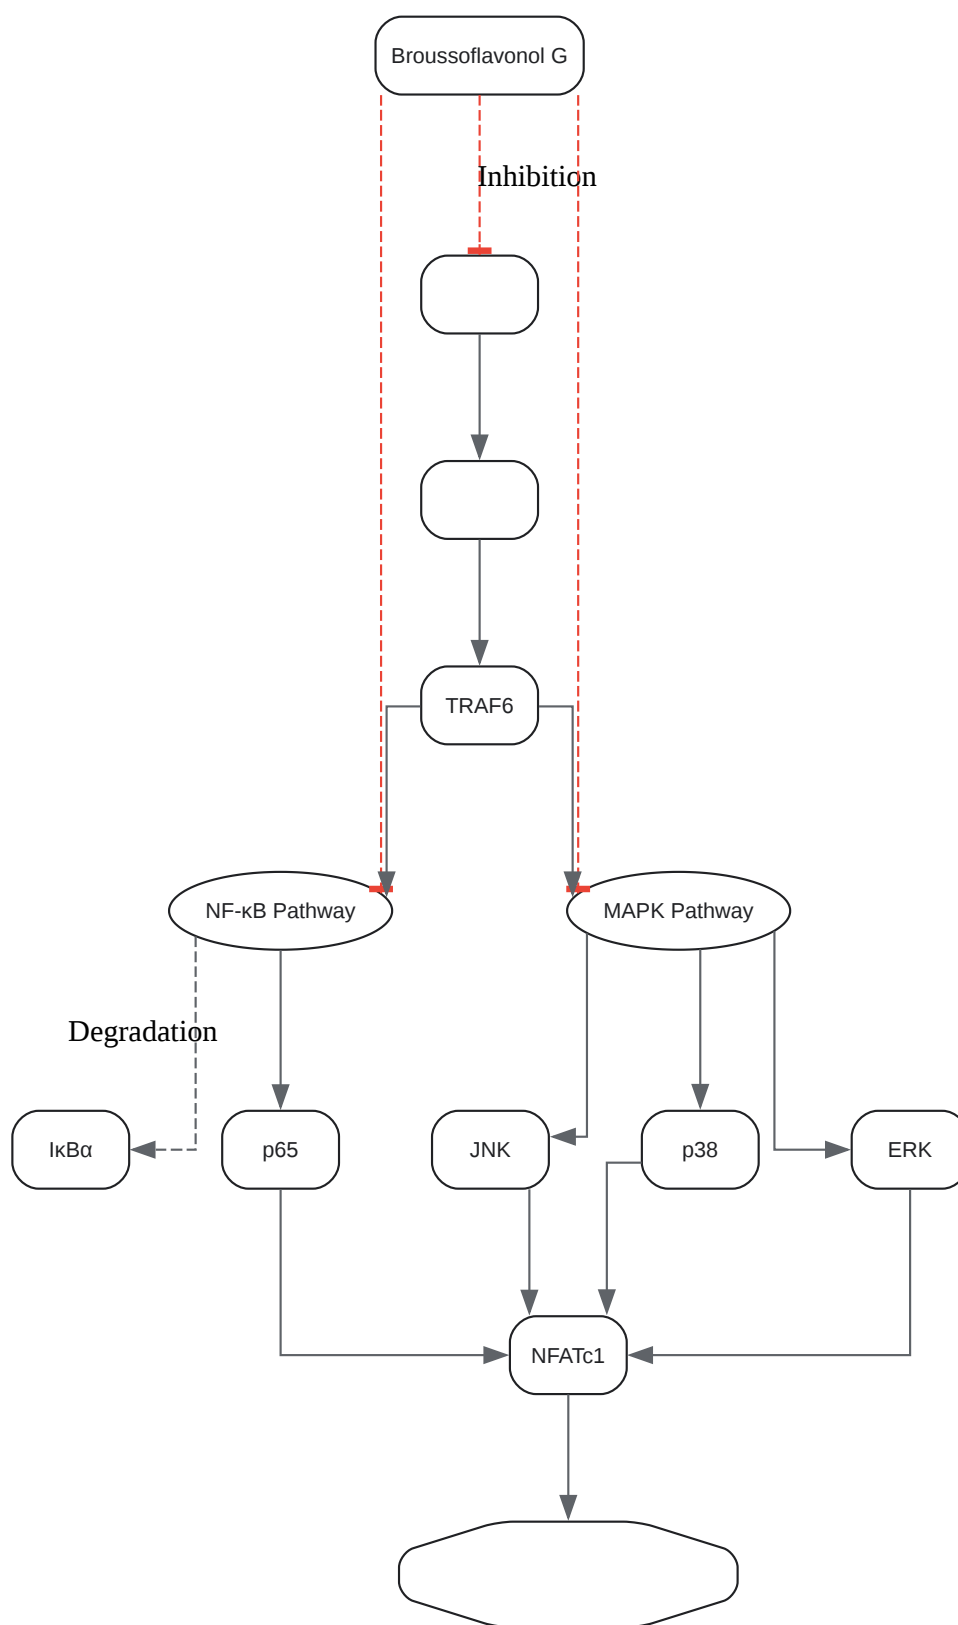 Broussoflavonol G
Inhibition
TRAF6
NF-κB Pathway
MAPK Pathway
Degradation
IκBα
p65
JNK
p38
ERK
NFATc1